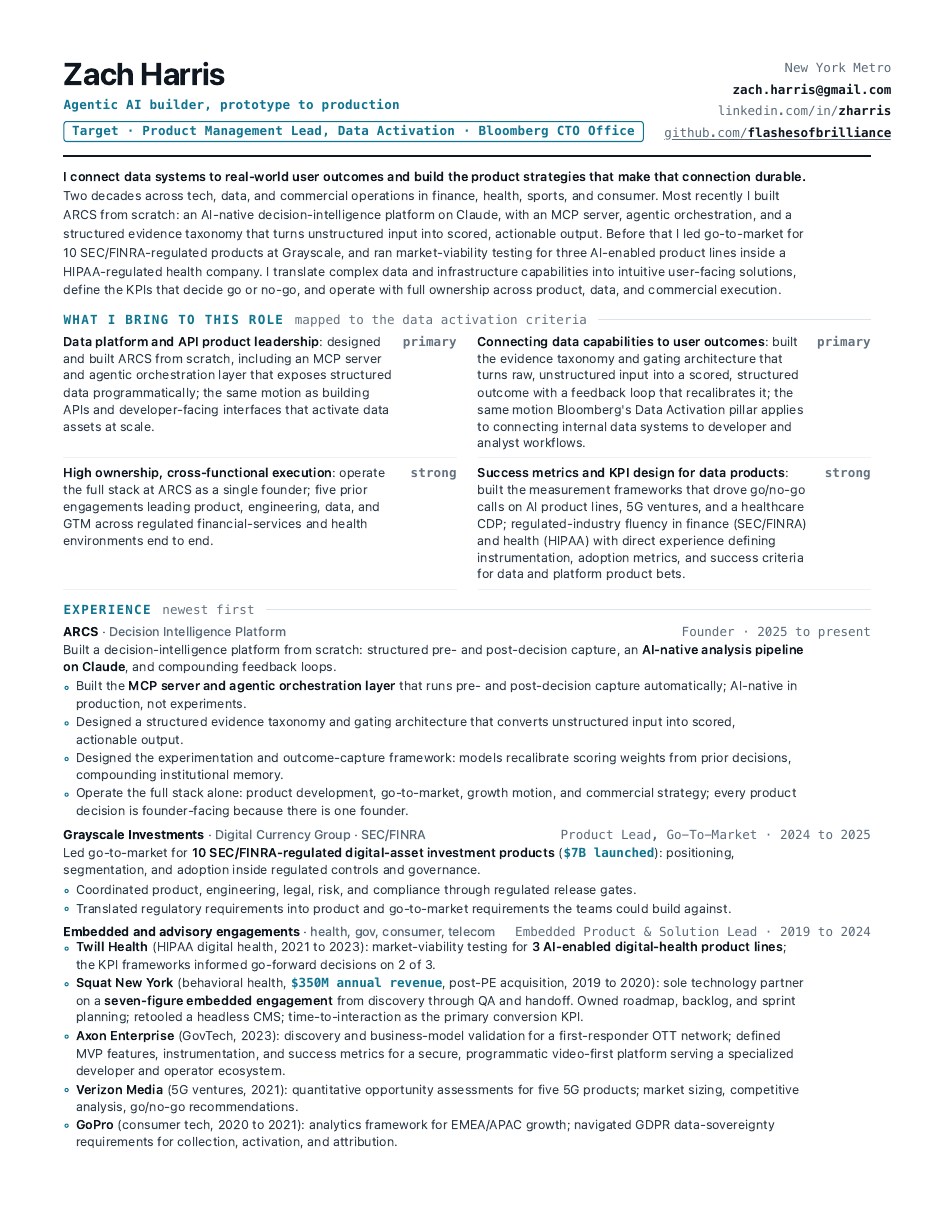 Zach Harris
Agentic AI builder, prototype to production
Target · Product Management Lead, Data Activation · Bloomberg CTO Office
New York Metro
zach.harris@gmail.com
linkedin.com/in/zharris
github.com/flashesofbrilliance
I connect data systems to real-world user outcomes and build the product strategies that make that connection durable.
Two decades across tech, data, and commercial operations in finance, health, sports, and consumer. Most recently I built
ARCS from scratch: an AI-native decision-intelligence platform on Claude, with an MCP server, agentic orchestration, and a
structured evidence taxonomy that turns unstructured input into scored, actionable output. Before that I led go-to-market for
10 SEC/FINRA-regulated products at Grayscale, and ran market-viability testing for three AI-enabled product lines inside a
HIPAA-regulated health company. I translate complex data and infrastructure capabilities into intuitive user-facing solutions,
define the KPIs that decide go or no-go, and operate with full ownership across product, data, and commercial execution.
WHAT I BRING TO THIS ROLE mapped to the data activation criteria
Data platform and API product leadership: designed primary
and built ARCS from scratch, including an MCP server
and agentic orchestration layer that exposes structured
data programmatically; the same motion as building
APIs and developer-facing interfaces that activate data
assets at scale.
Connecting data capabilities to user outcomes: built primary
the evidence taxonomy and gating architecture that
turns raw, unstructured input into a scored, structured
outcome with a feedback loop that recalibrates it; the
same motion Bloomberg's Data Activation pillar applies
to connecting internal data systems to developer and
analyst workflows.
High ownership, cross-functional execution: operate strong
the full stack at ARCS as a single founder; five prior
engagements leading product, engineering, data, and
GTM across regulated financial-services and health
environments end to end.
Success metrics and KPI design for data products: strong
built the measurement frameworks that drove go/no-go
calls on AI product lines, 5G ventures, and a healthcare
CDP; regulated-industry fluency in finance (SEC/FINRA)
and health (HIPAA) with direct experience defining
instrumentation, adoption metrics, and success criteria
for data and platform product bets.
EXPERIENCE newest first
ARCS · Decision Intelligence Platform Founder · 2025 to present
Built a decision-intelligence platform from scratch: structured pre- and post-decision capture, an AI-native analysis pipeline
on Claude, and compounding feedback loops.
Built the MCP server and agentic orchestration layer that runs pre- and post-decision capture automatically; AI-native in
production, not experiments.
Designed a structured evidence taxonomy and gating architecture that converts unstructured input into scored,
actionable output.
Designed the experimentation and outcome-capture framework: models recalibrate scoring weights from prior decisions,
compounding institutional memory.
Operate the full stack alone: product development, go-to-market, growth motion, and commercial strategy; every product
decision is founder-facing because there is one founder.
Grayscale Investments · Digital Currency Group · SEC/FINRA Product Lead, Go-To-Market · 2024 to 2025
Led go-to-market for 10 SEC/FINRA-regulated digital-asset investment products ($7B launched): positioning,
segmentation, and adoption inside regulated controls and governance.
Coordinated product, engineering, legal, risk, and compliance through regulated release gates.
Translated regulatory requirements into product and go-to-market requirements the teams could build against.
Embedded and advisory engagements · health, gov, consumer, telecom Embedded Product & Solution Lead · 2019 to 2024
Twill Health (HIPAA digital health, 2021 to 2023): market-viability testing for 3 AI-enabled digital-health product lines;
the KPI frameworks informed go-forward decisions on 2 of 3.
Squat New York (behavioral health, $350M annual revenue, post-PE acquisition, 2019 to 2020): sole technology partner
on a seven-figure embedded engagement from discovery through QA and handoff. Owned roadmap, backlog, and sprint
planning; retooled a headless CMS; time-to-interaction as the primary conversion KPI.
Axon Enterprise (GovTech, 2023): discovery and business-model validation for a first-responder OTT network; defined
MVP features, instrumentation, and success metrics for a secure, programmatic video-first platform serving a specialized
developer and operator ecosystem.
Verizon Media (5G ventures, 2021): quantitative opportunity assessments for five 5G products; market sizing, competitive
analysis, go/no-go recommendations.
GoPro (consumer tech, 2020 to 2021): analytics framework for EMEA/APAC growth; navigated GDPR data-sovereignty
requirements for collection, activation, and attribution.